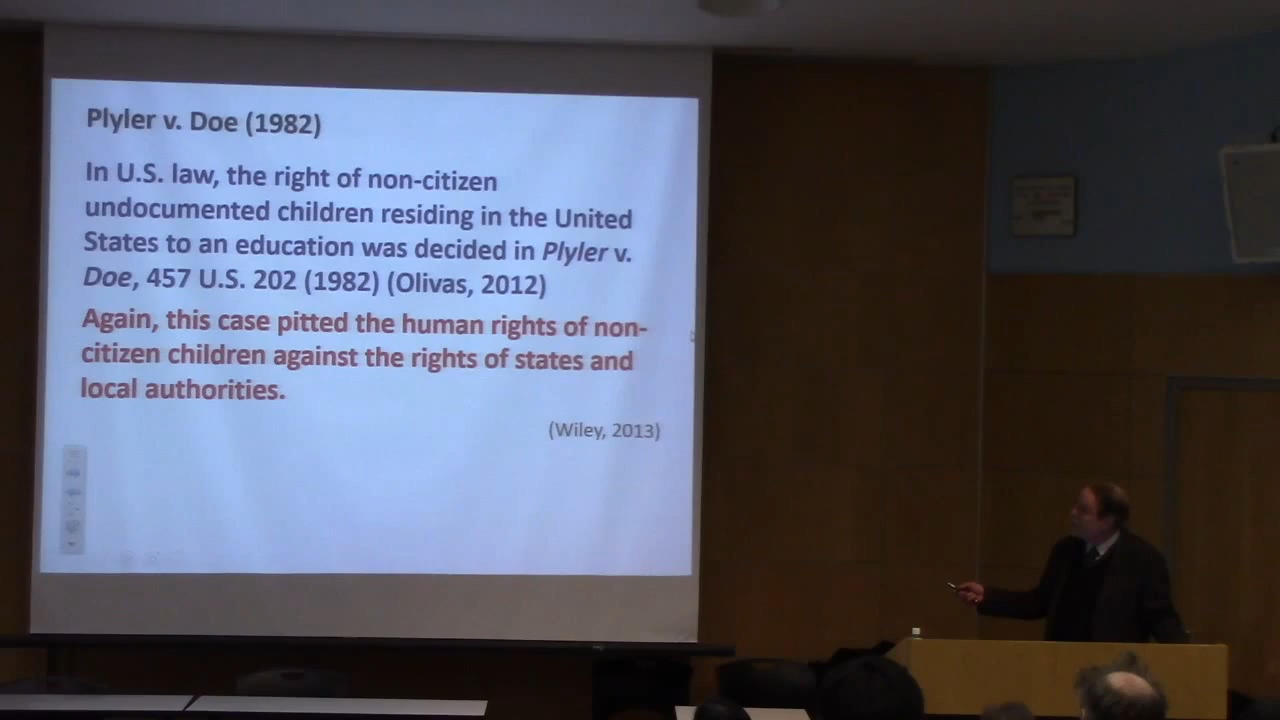 Plyler v. Doe (1982)
In U.S. law, the right of non-citizen
undocumented children residing in the United
States to an education was decided in Plyler v.
Doe, 457 U.S. 202 (1982) (Olivas, 2012)
Again, this case pitted the human rights of non-
citizen children against the rights of states and
local authorities.
(Wiley, 2013)